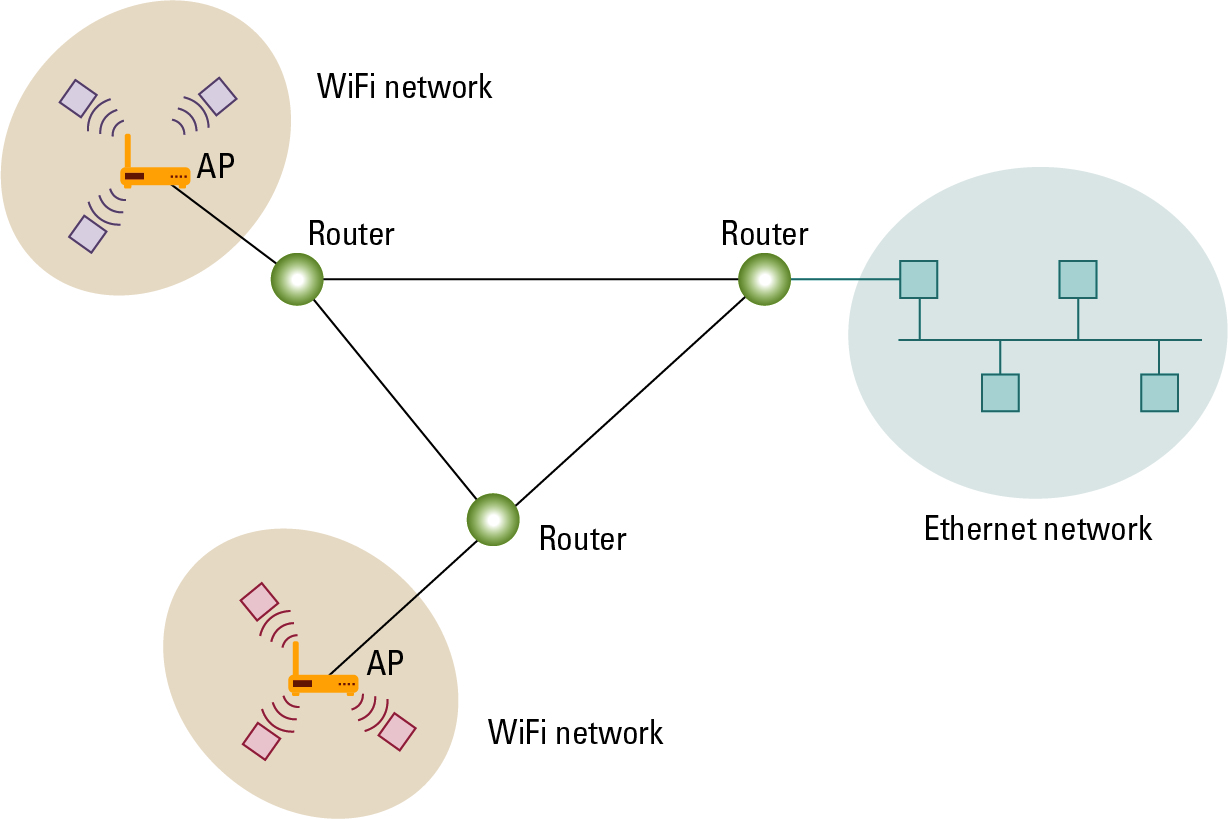 WiFi network
AP
Router
Router
Ethernet network
Router
AP
WiFi network